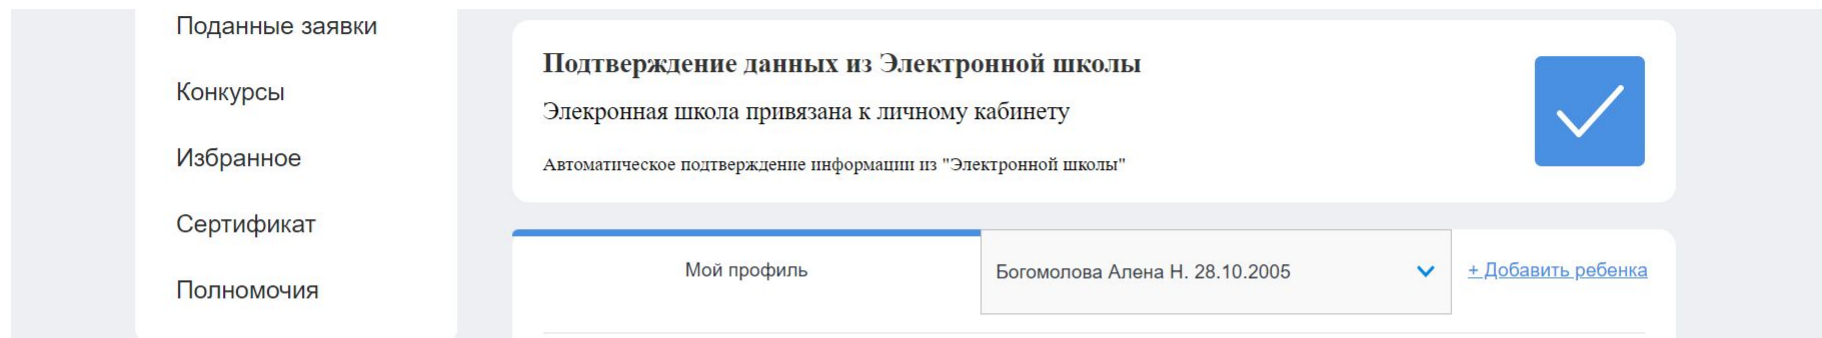 Поданные заявки
Конкурсы
Избранное
Сертификат
Полномочия
Подтверждение данных из Электронной школы
Элекронная школа привязана к личному кабинету
Автоматическое подтверждение информации из "Электронной школы"
Мой профиль
Богомолова Алена Н. 28.10.2005
+ Добавить ребенка